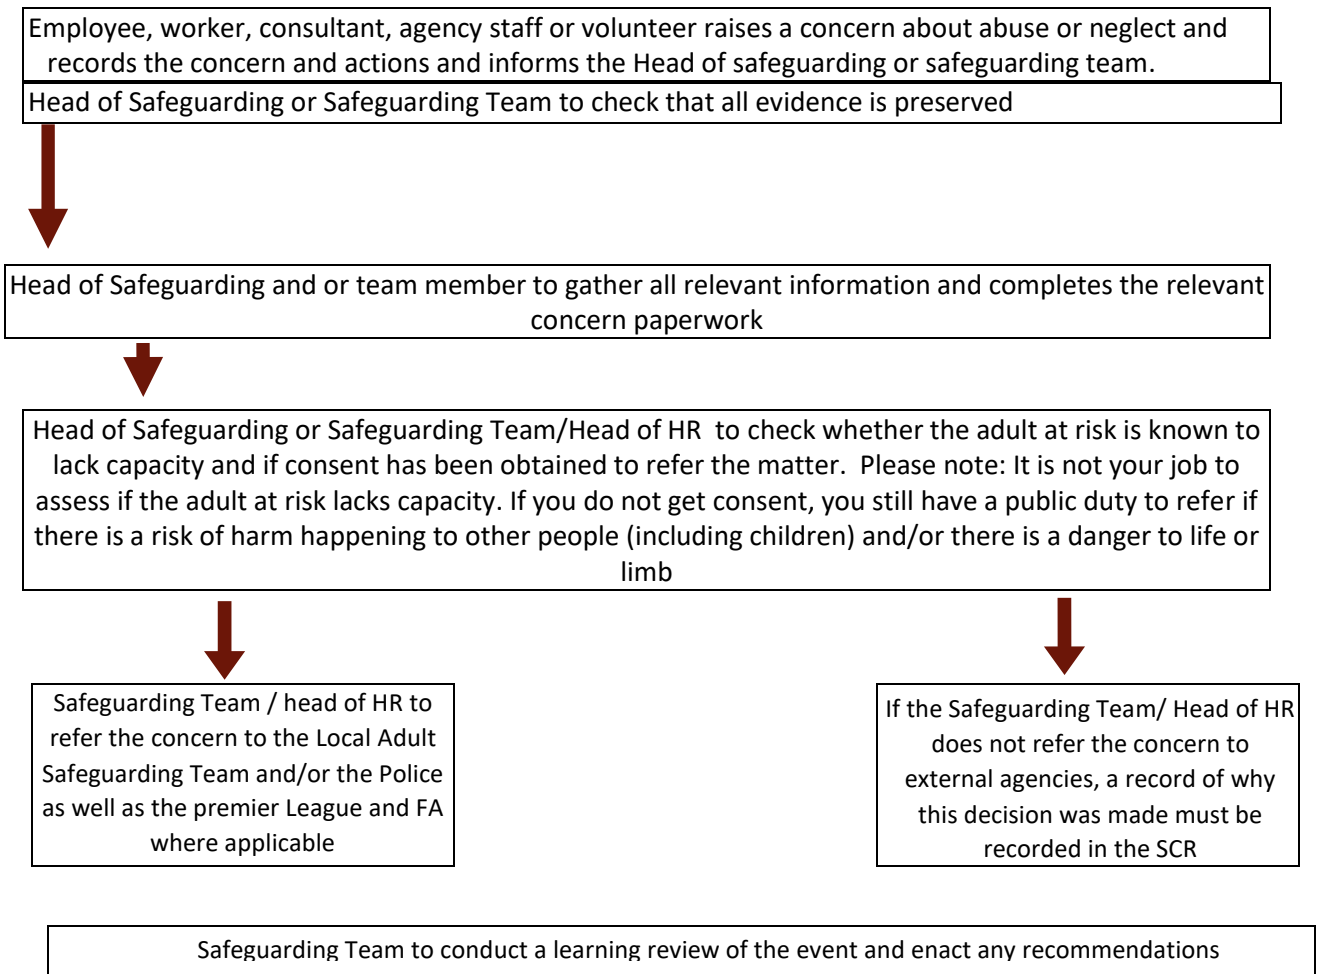 Employee, worker, consultant, agency staff or volunteer raises a concern about abuse or neglect and
records the concern and actions and informs the Head of safeguarding or safeguarding team.
Head of Safeguarding or Safeguarding Team to check that all evidence is preserved
Head of Safeguarding and or team member to gather all relevant information and completes the relevant
concern paperwork
Head of Safeguarding or Safeguarding Team/Head of HR  to check whether the adult at risk is known to
lack capacity and if consent has been obtained to refer the matter.  Please note: It is not your job to
assess if the adult at risk lacks capacity. If you do not get consent, you still have a public duty to refer if
there is a risk of harm happening to other people (including children) and/or there is a danger to life or
limb
Safeguarding Team / head of HR to
refer the concern to the Local Adult
Safeguarding Team and/or the Police
as well as the premier League and FA
where applicable
If the Safeguarding Team/ Head of HR
does not refer the concern to
external agencies, a record of why
this decision was made must be
recorded in the SCR
Safeguarding Team to conduct a learning review of the event and enact any recommendations